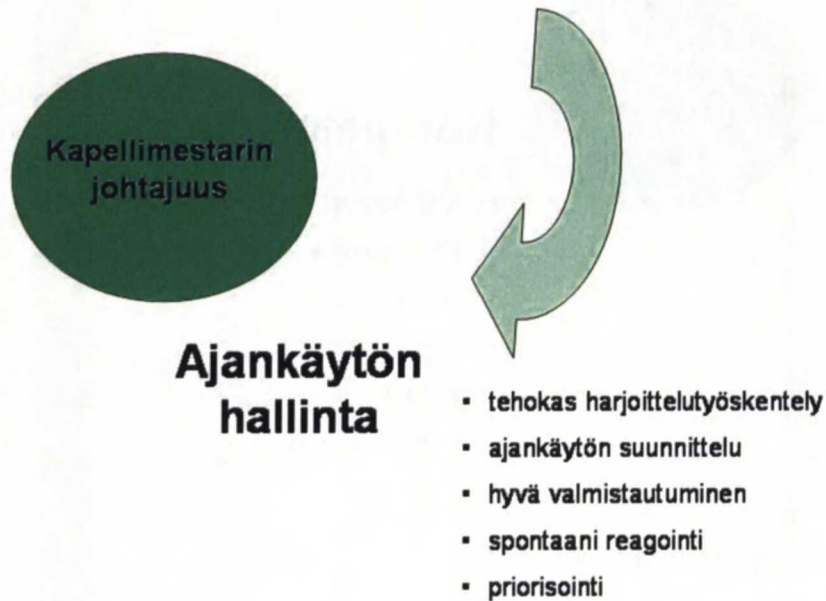 Kapellimestarin
johtajuus
Ajankäytön
hallinta
▪ tehokas harjoittelutyöskentely
▪ ajankäytön suunnittelu
▪ hyvä valmistautuminen
▪ spontaani reagointi
▪ priorisointi